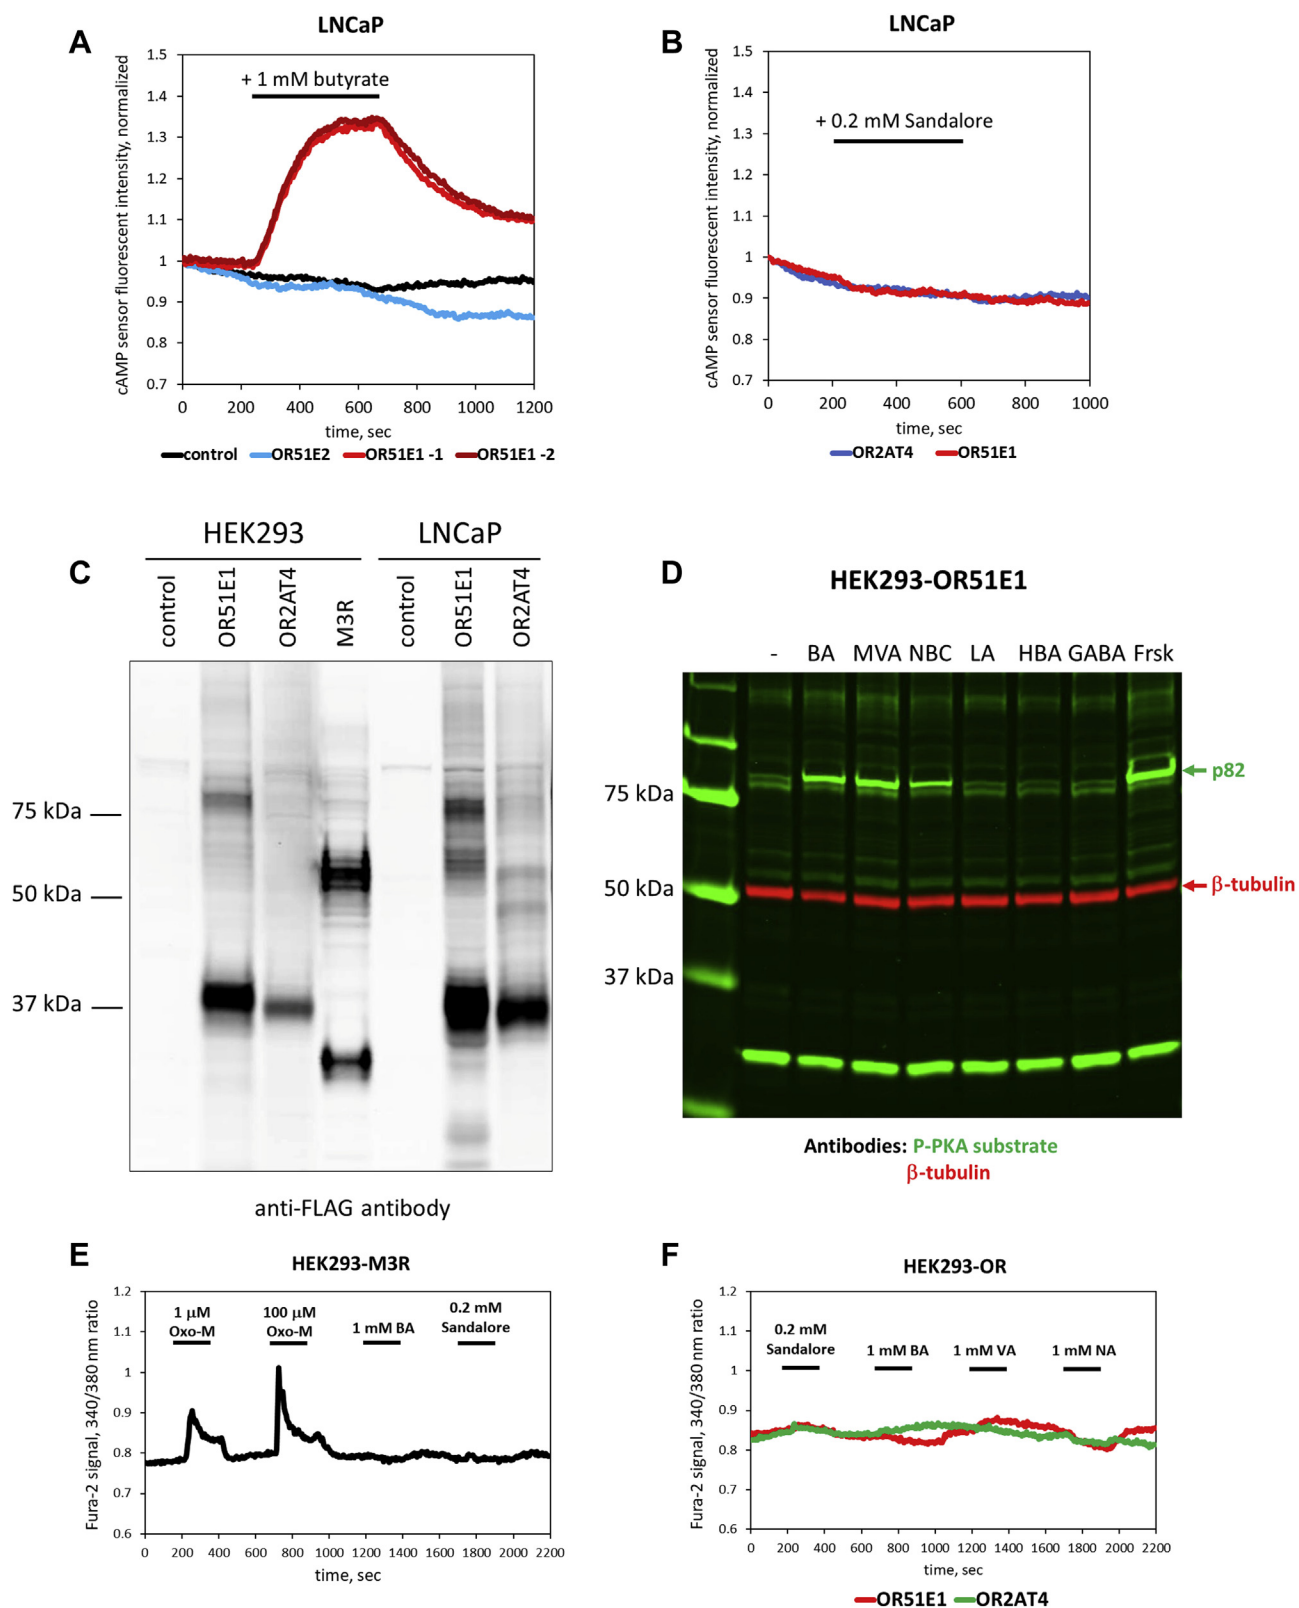 A
LNCaP
cAMP sensor fluorescent intensity, normalized
1.5
1.4
1.3
1.2
1.1
1
0.9
0.8
0.7
+ 1 mM butyrate
0 200 400 600 800 1000 1200
time, sec
control OR51E2 OR51E1 -1 OR51E1 -2
B
LNCaP
cAMP sensor fluorescent intensity, normalized
1.5
1.4
1.3
1.2
1.1
1
0.9
0.8
0.7
+ 0.2 mM Sandalore
0 200 400 600 800 1000
time, sec
OR2AT4 OR51E1
C
HEK293 LNCaP
control OR51E1 OR2AT4 M3R control OR51E1 OR2AT4
75 kDa
50 kDa
37 kDa
anti-FLAG antibody
D
HEK293-OR51E1
- BA MVA NBC LA HBA GABA Frsk
p82
75 kDa
β-tubulin
50 kDa
37 kDa
Antibodies: P-PKA substrate
β-tubulin
E
HEK293-M3R
Fura-2 signal, 340/380 nm ratio
1.2
1.1
1
0.9
0.8
0.7
0.6
1 µM
Oxo-M
100 µM
Oxo-M
1 mM BA
0.2 mM
Sandalore
0 200 400 600 800 1000 1200 1400 1600 1800 2000 2200
time, sec
F
HEK293-OR
Fura-2 signal, 340/380 nm ratio
1.2
1.1
1
0.9
0.8
0.7
0.6
0.2 mM
Sandalore
1 mM BA
1 mM VA
1 mM NA
0 200 400 600 800 1000 1200 1400 1600 1800 2000 2200
time, sec
OR51E1 OR2AT4